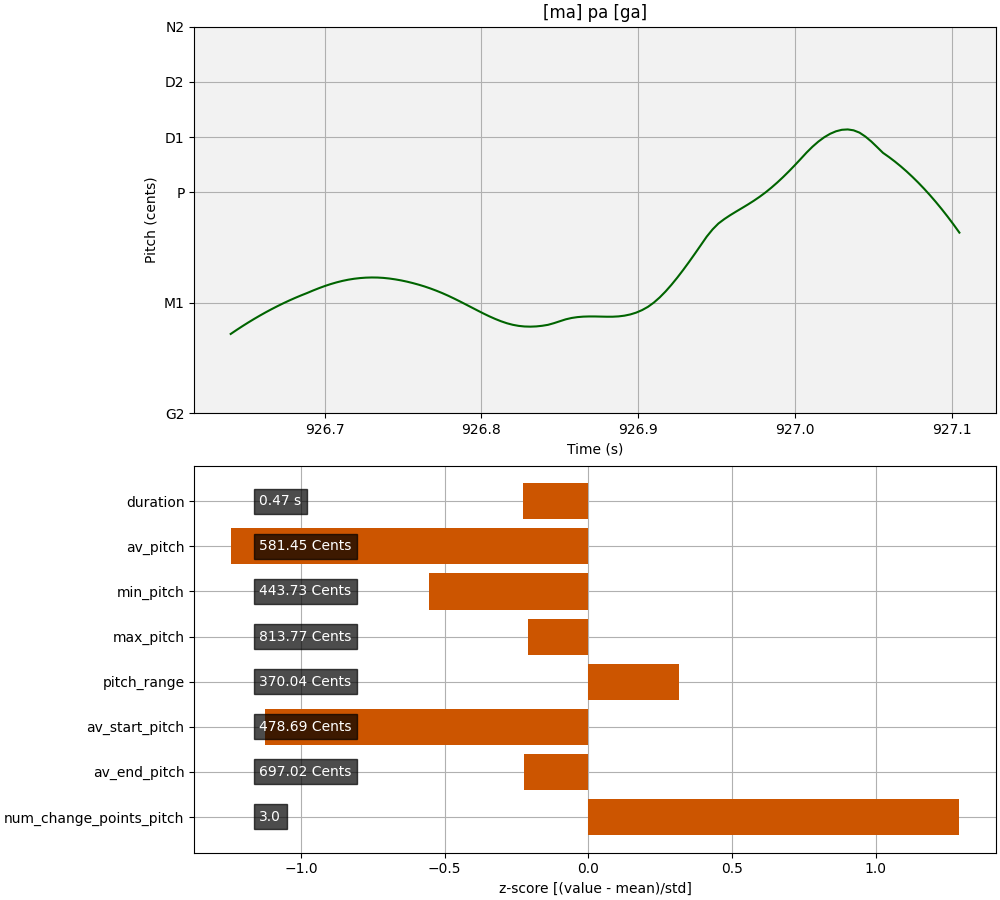 [ma] pa [ga]
N2
D2
D1
P
M1
G2
Pitch (cents)
926.7 926.8 926.9 927.0 927.1
Time (s)
duration 0.47 s
av_pitch 581.45 Cents
min_pitch 443.73 Cents
max_pitch 813.77 Cents
pitch_range 370.04 Cents
av_start_pitch 478.69 Cents
av_end_pitch 697.02 Cents
num_change_points_pitch 3.0
−1.0 −0.5 0.0 0.5 1.0
z-score [(value - mean)/std]